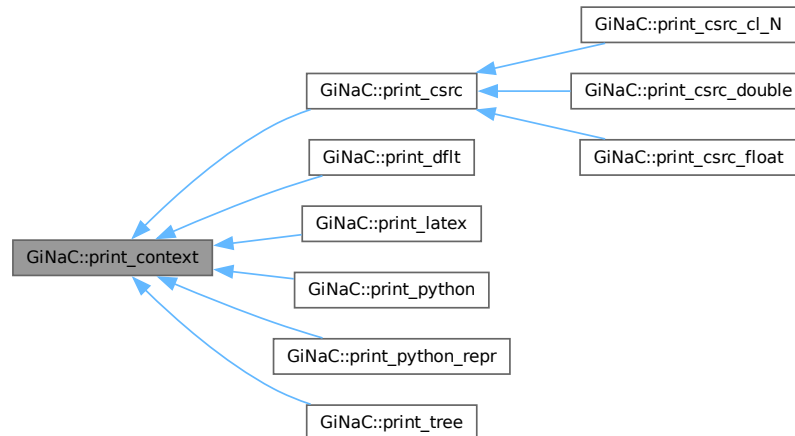 GiNaC::print_csrc_cl_N
GiNaC::print_csrc
GiNaC::print_csrc_double
GiNaC::print_dflt
GiNaC::print_csrc_float
GiNaC::print_latex
GiNaC::print_context
GiNaC::print_python
GiNaC::print_python_repr
GiNaC::print_tree